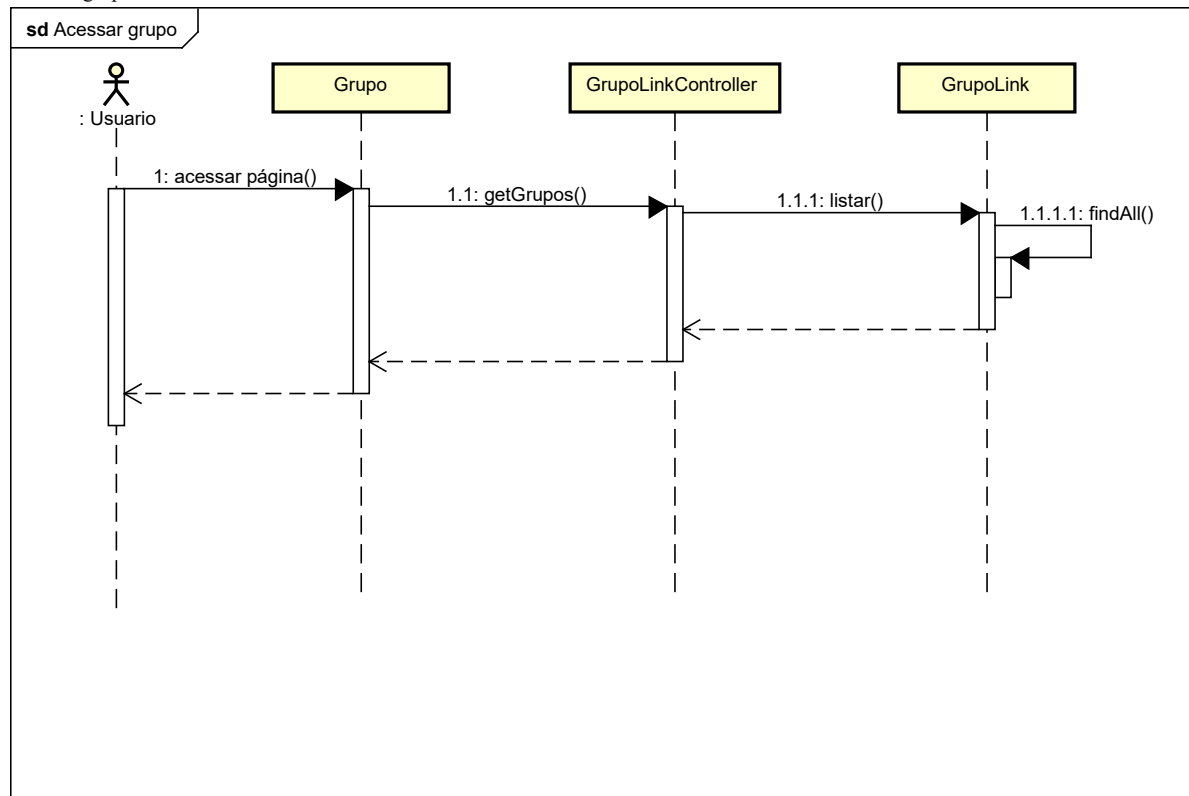 sd Acessar grupo
: Usuario
Grupo
GrupoLinkController
GrupoLink
1: acessar página()
1.1: getGrupos()
1.1.1: listar()
1.1.1.1: findAll()